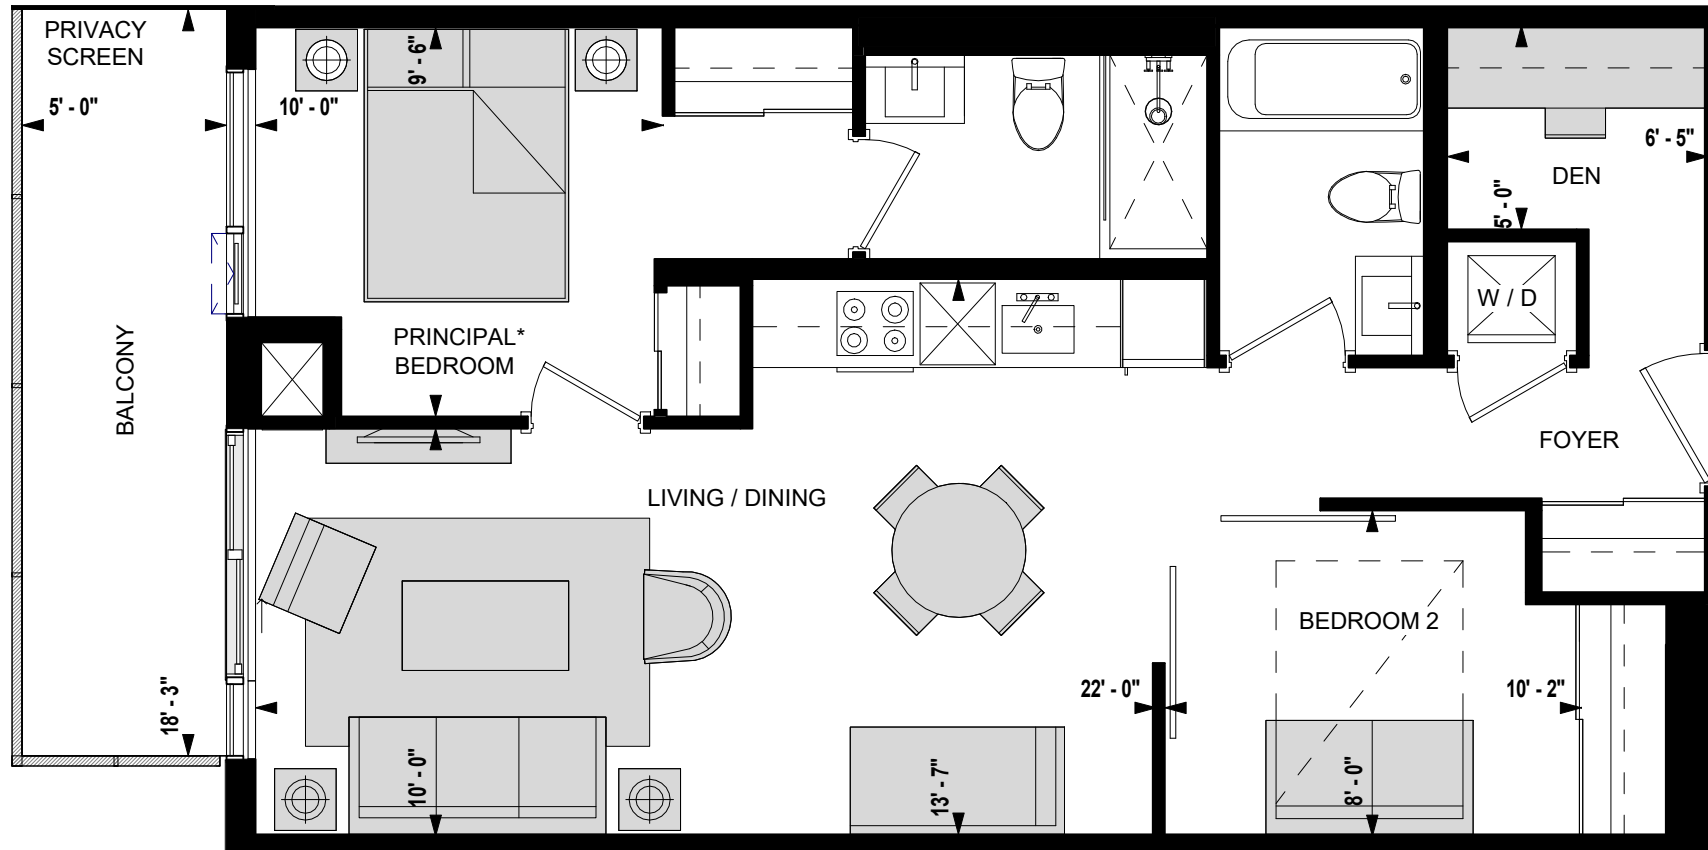 PRIVACY
SCREEN
5' - 0"
10' - 0"
9' - 6"
6' - 5"
DEN
5' - 0"
W / D
PRINCIPAL*
BEDROOM
BALCONY
FOYER
LIVING / DINING
BEDROOM 2
18' - 3"
22' - 0"
10' - 2"
10' - 0"
13' - 7"
8' - 0"